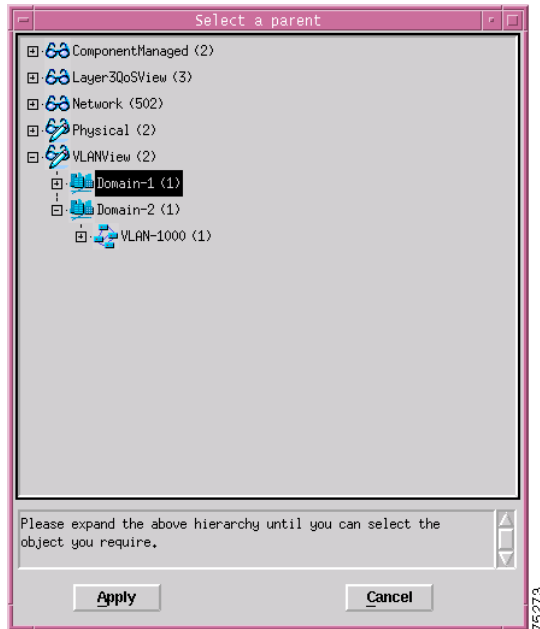 Select a parent
ComponentManaged (2)
Layer3QoSView (3)
Network (502)
Physical (2)
VLANView (2)
Domain-1 (1)
Domain-2 (1)
VLAN-1000 (1)
Please expand the above hierarchy until you can select the
object you require.
Apply
Cancel
75273